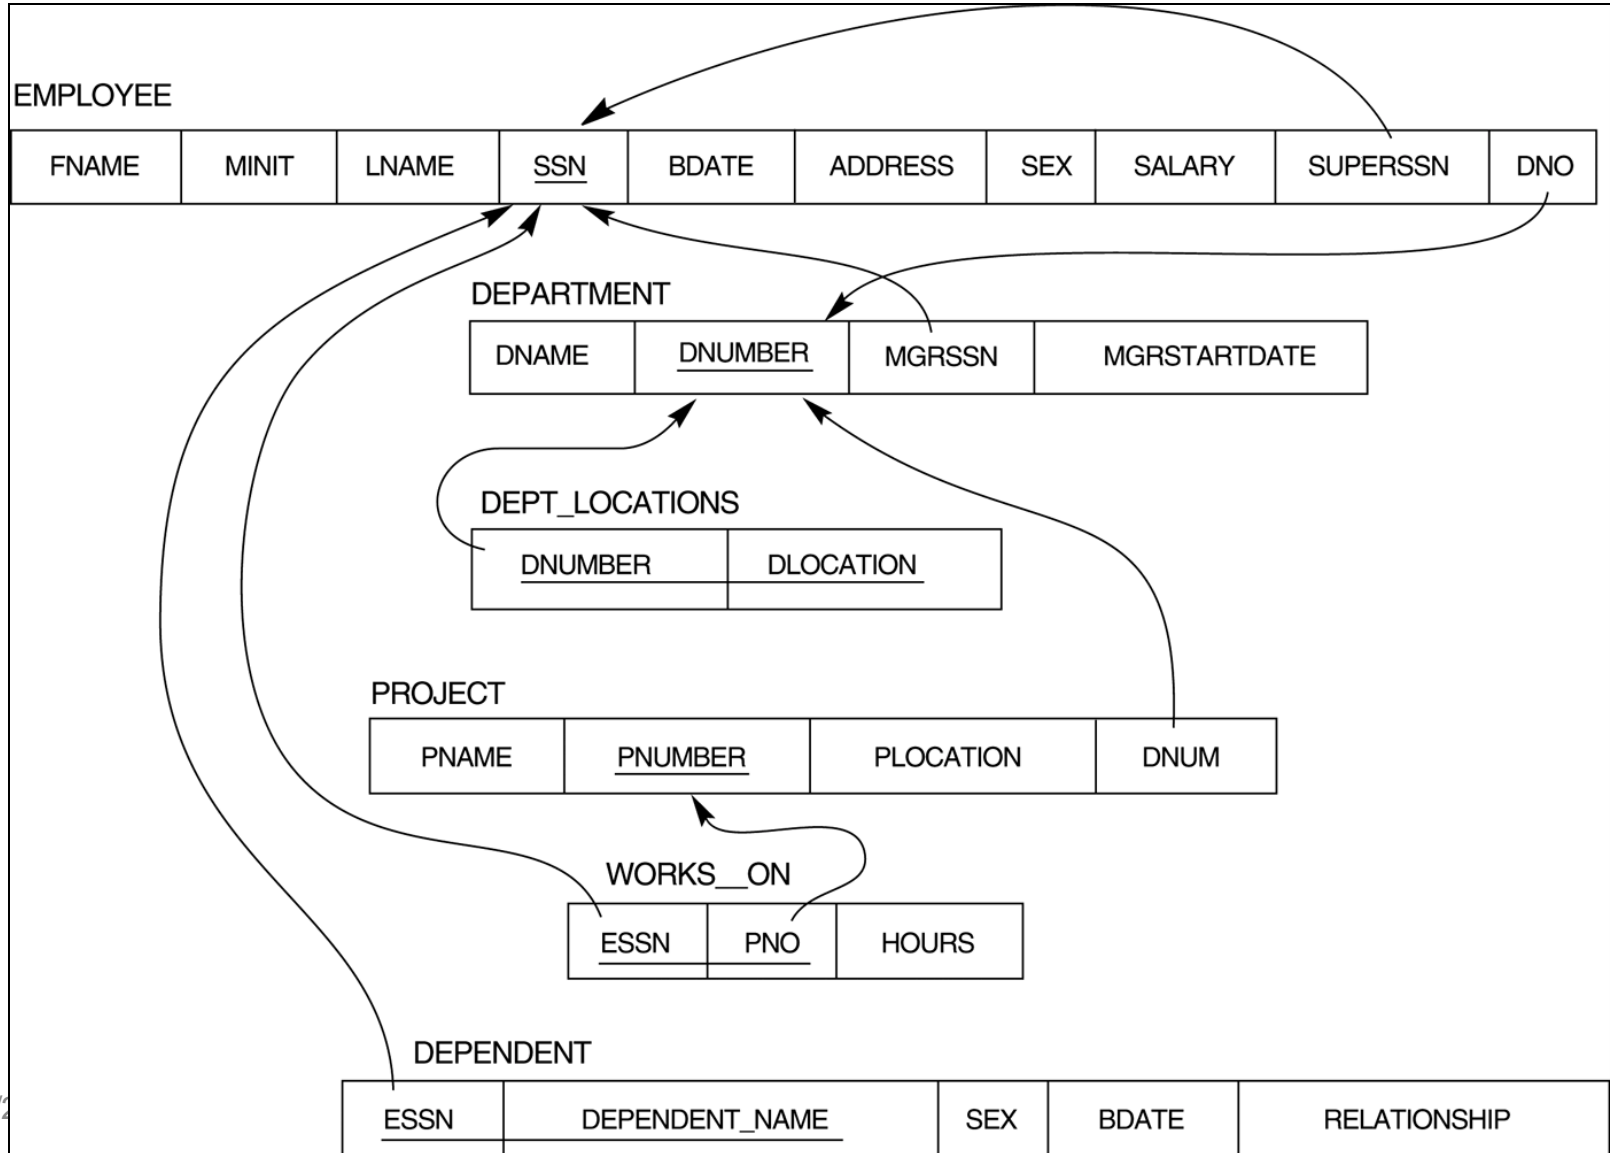 EMPLOYEE
FNAME MINIT LNAME SSN BDATE ADDRESS SEX SALARY SUPERSSN DNO
DEPARTMENT
DNAME DNUMBER MGRSSN MGRSTARTDATE
DEPT_LOCATIONS
DNUMBER DLOCATION
PROJECT
PNAME PNUMBER PLOCATION DNUM
WORKS__ON
ESSN PNO HOURS
DEPENDENT
ESSN DEPENDENT_NAME SEX BDATE RELATIONSHIP